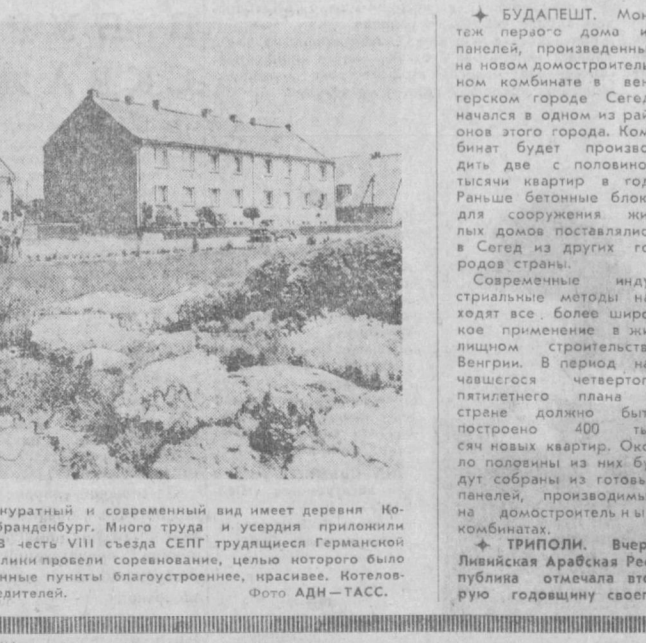 куратный и современный вид имеет деревня Ко-
бранденбург. Много труда и усердия приложили
В честь VIII съезда СЕПГ трудящиеся Германской
лики провели соревнование, целью которого было
нные пункты благоустроеннее, красивее. Котелов-
едителей. Фото АДН—ТАСС.
БУДАПЕШТ. Мон
таж первого дома и
панелей, произведенны
на новом домостроитель
ном комбинате в вен
герском городе Сегед
начался в одном из рай
онов этого города. Ком
бинат будет произво
дить две с половино
тысячи квартир в год
Раньше бетонные блок
для сооружения жи
лых домов поставлялис
в Сегед из других го
родов страны.
Современные инду
стриальные методы на
ходят все более широ
кое применение в жи
лищном строительств
Венгрии. В период на
чавшегося четвертог
пятилетнего плана
стране должно быт
построено 400 ты
сяч новых квартир. Око
ло половины из них бу
дут собраны из готовы
панелей, производимы
на домостроительны
комбинатах.
ТРИПОЛИ. Вчер
Ливийская Арабская Рес
публика отмечала вто
рую годовщину своег